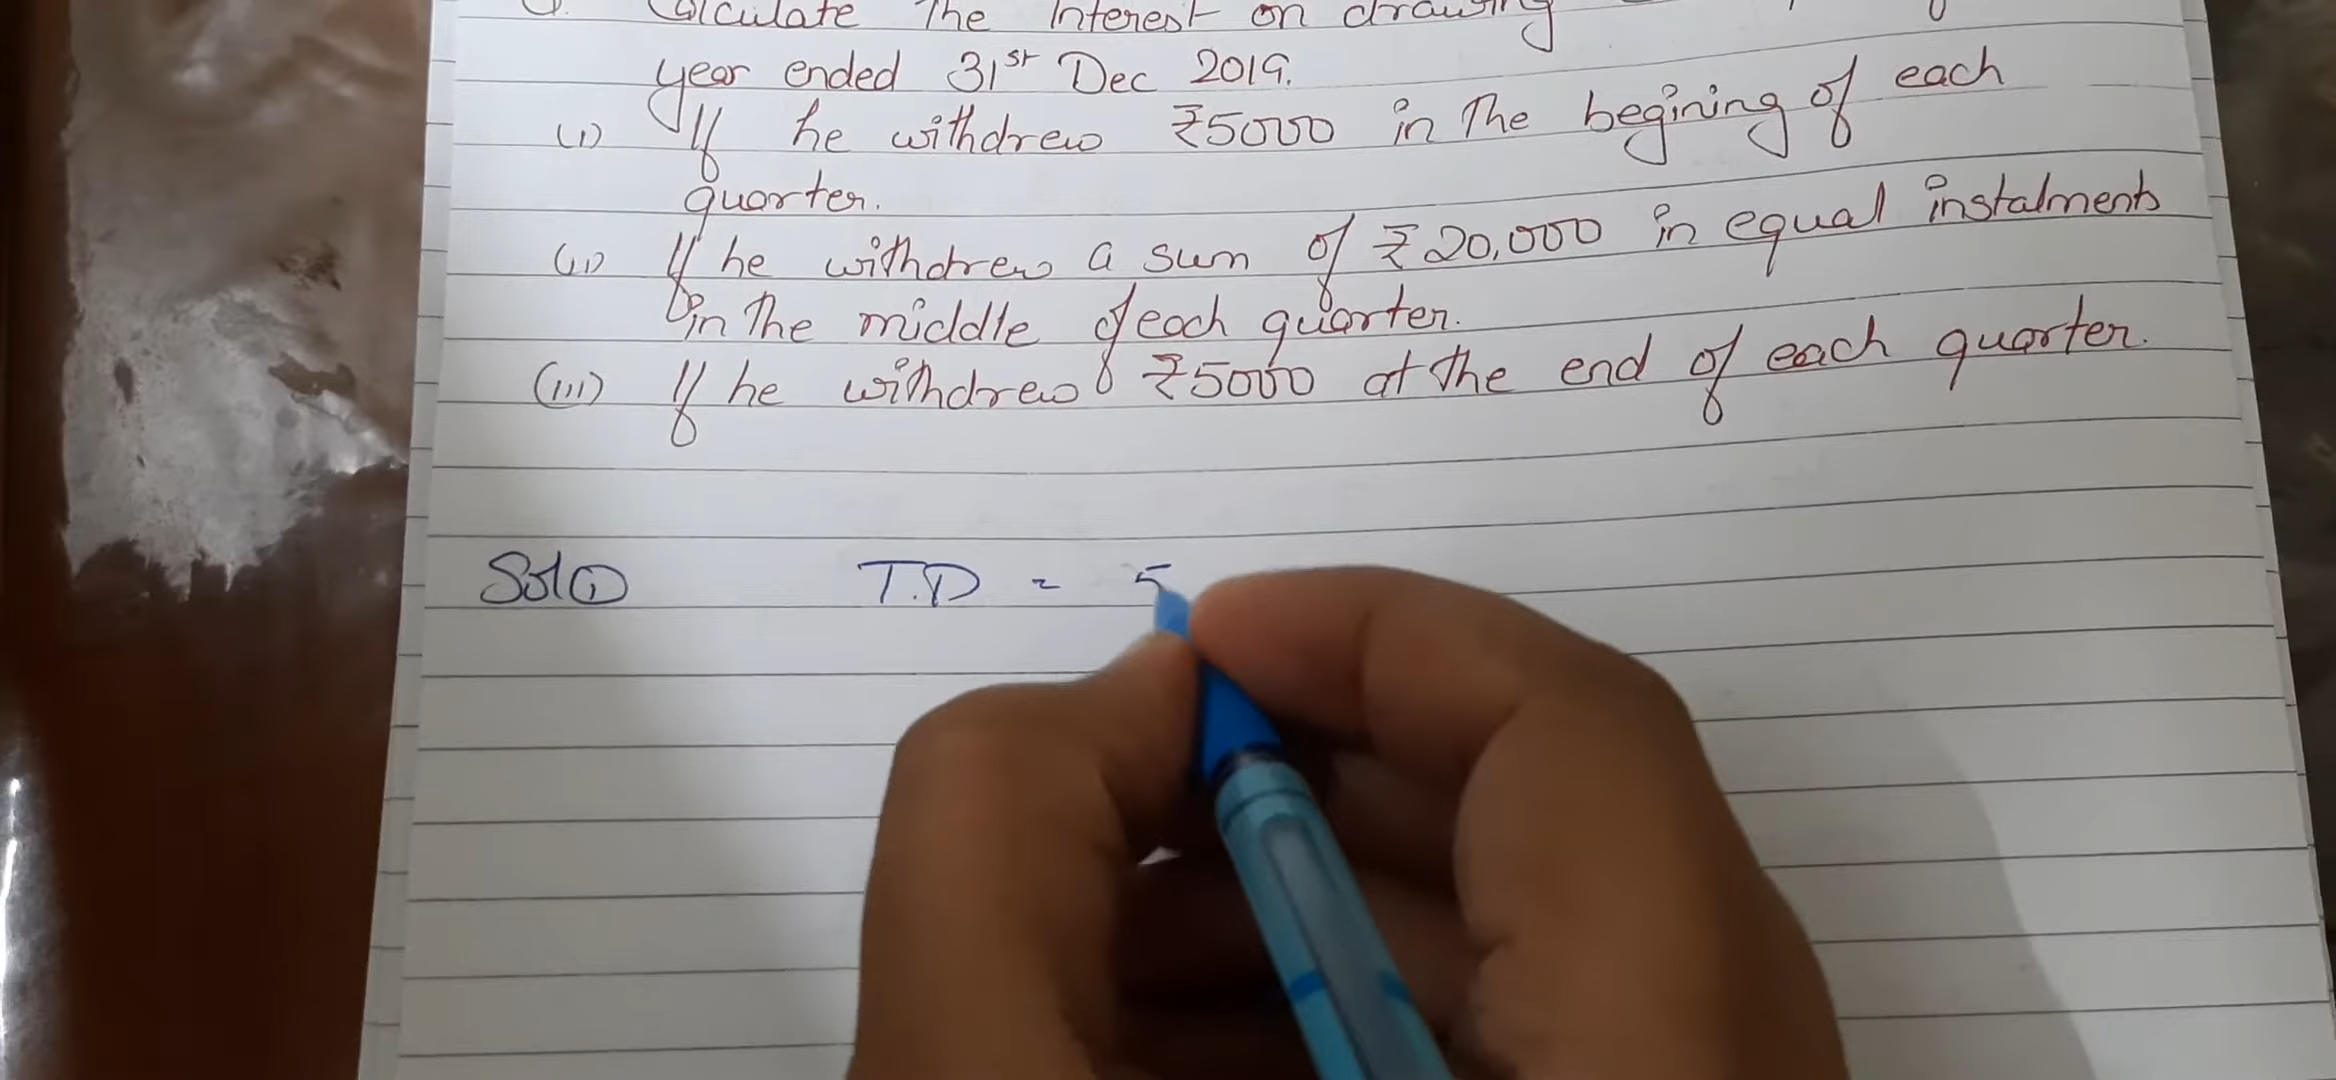 Q. Calculate the Interest on drawing
year ended 31st Dec 2019.
(i) If he withdrew ₹5000 in the begining of each
quarter.
(ii) If he withdrew a sum of ₹20,000 in equal instalments
in the middle of each quarter.
(iii) If he withdrew ₹5000 at the end of each quarter.
Sol (i) T.D = 5